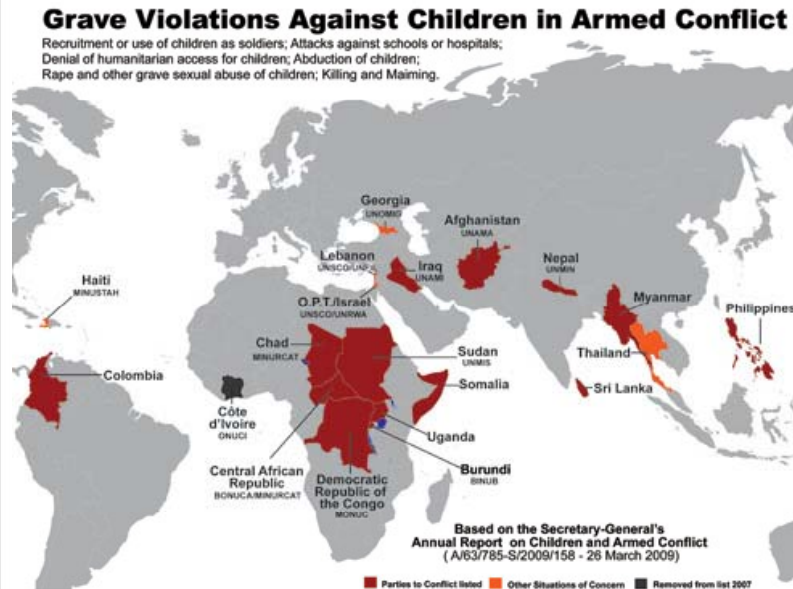 Grave Violations Against Children in Armed Conflict
Recruitment or use of children as soldiers; Attacks against schools or hospitals;
Denial of humanitarian access for children; Abduction of children;
Rape and other grave sexual abuse of children; Killing and Maiming.
Georgia
UNOMIG
Afghanistan
UNAMA
Lebanon
UNSCO/UNIFIL
Iraq
UNAMI
Nepal
UNMIN
Haiti
MINUSTAH
O.P.T./Israel
UNSCO/UNRWA
Myanmar
Philippines
Chad
MINURCAT
Sudan
UNMIS
Thailand
Colombia
Somalia
Sri Lanka
Côte
d'Ivoire
ONUCI
Uganda
Central African
Republic
BONUCA/MINURCAT
Democratic
Republic of
the Congo
MONUC
Burundi
BINUB
Based on the Secretary-General's
Annual Report on Children and Armed Conflict
( A/63/785-S/2009/158 - 26 March 2009)
Parties to Conflict listed
Other Situations of Concern
Removed from list 2007